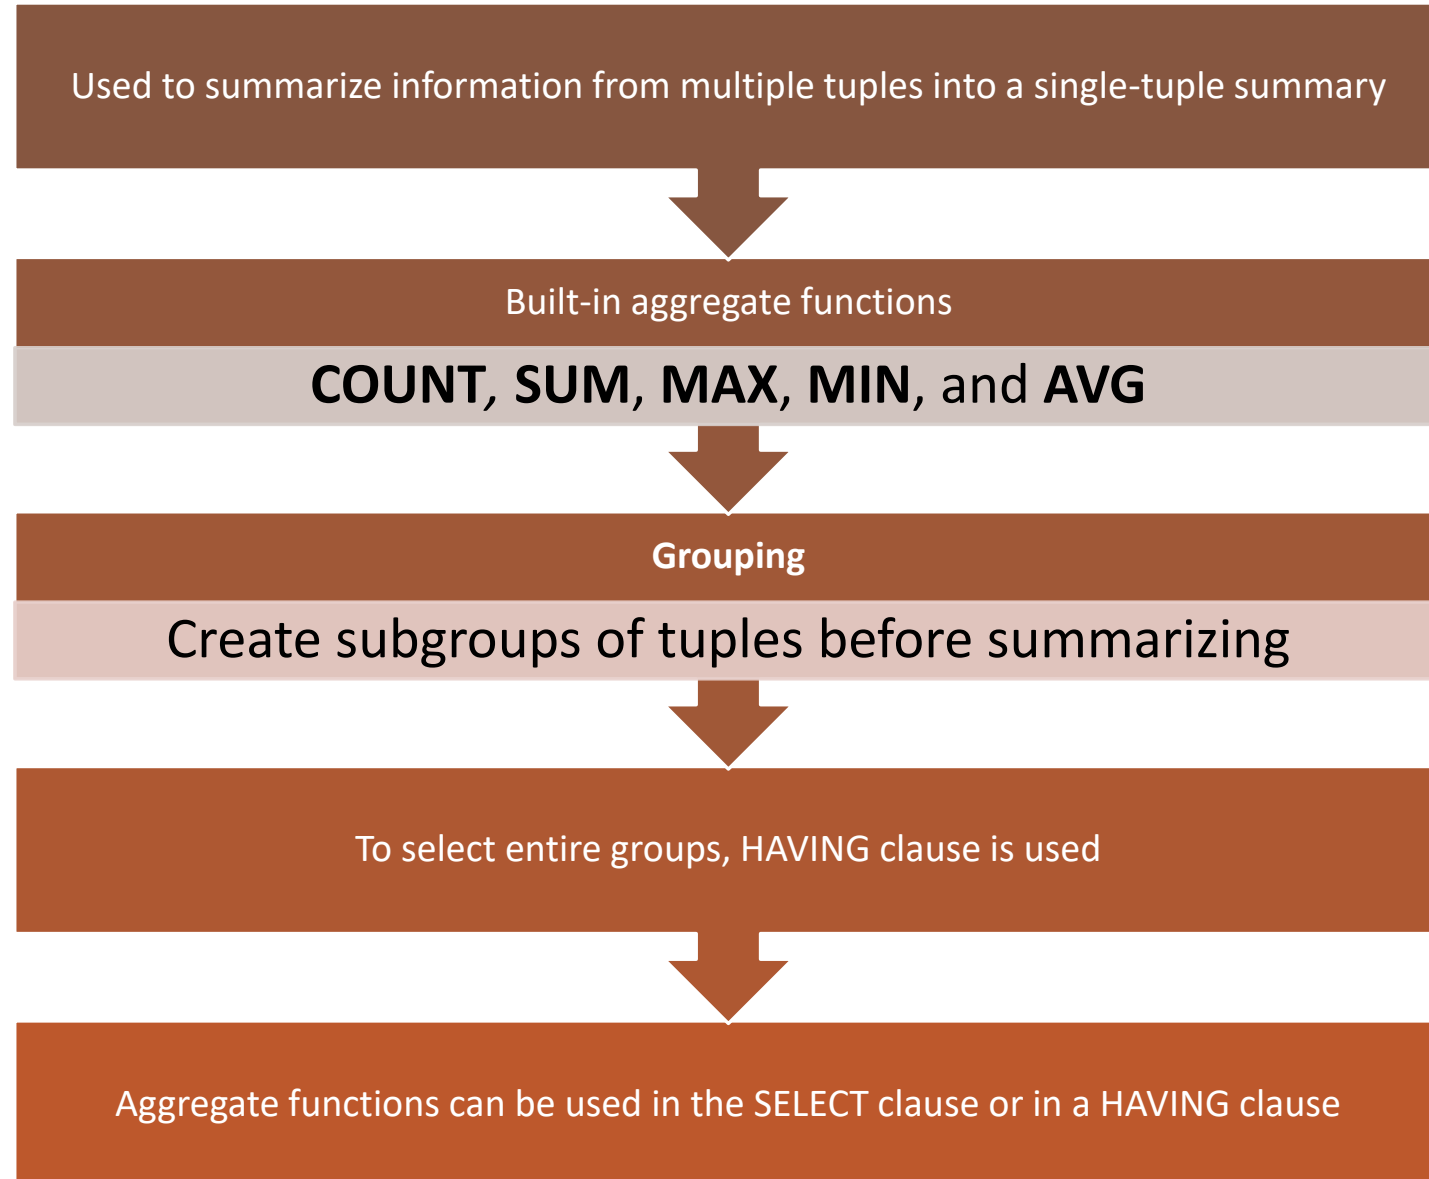 Used to summarize information from multiple tuples into a single-tuple summary
Built-in aggregate functions
COUNT, SUM, MAX, MIN, and AVG
Grouping
Create subgroups of tuples before summarizing
To select entire groups, HAVING clause is used
Aggregate functions can be used in the SELECT clause or in a HAVING clause